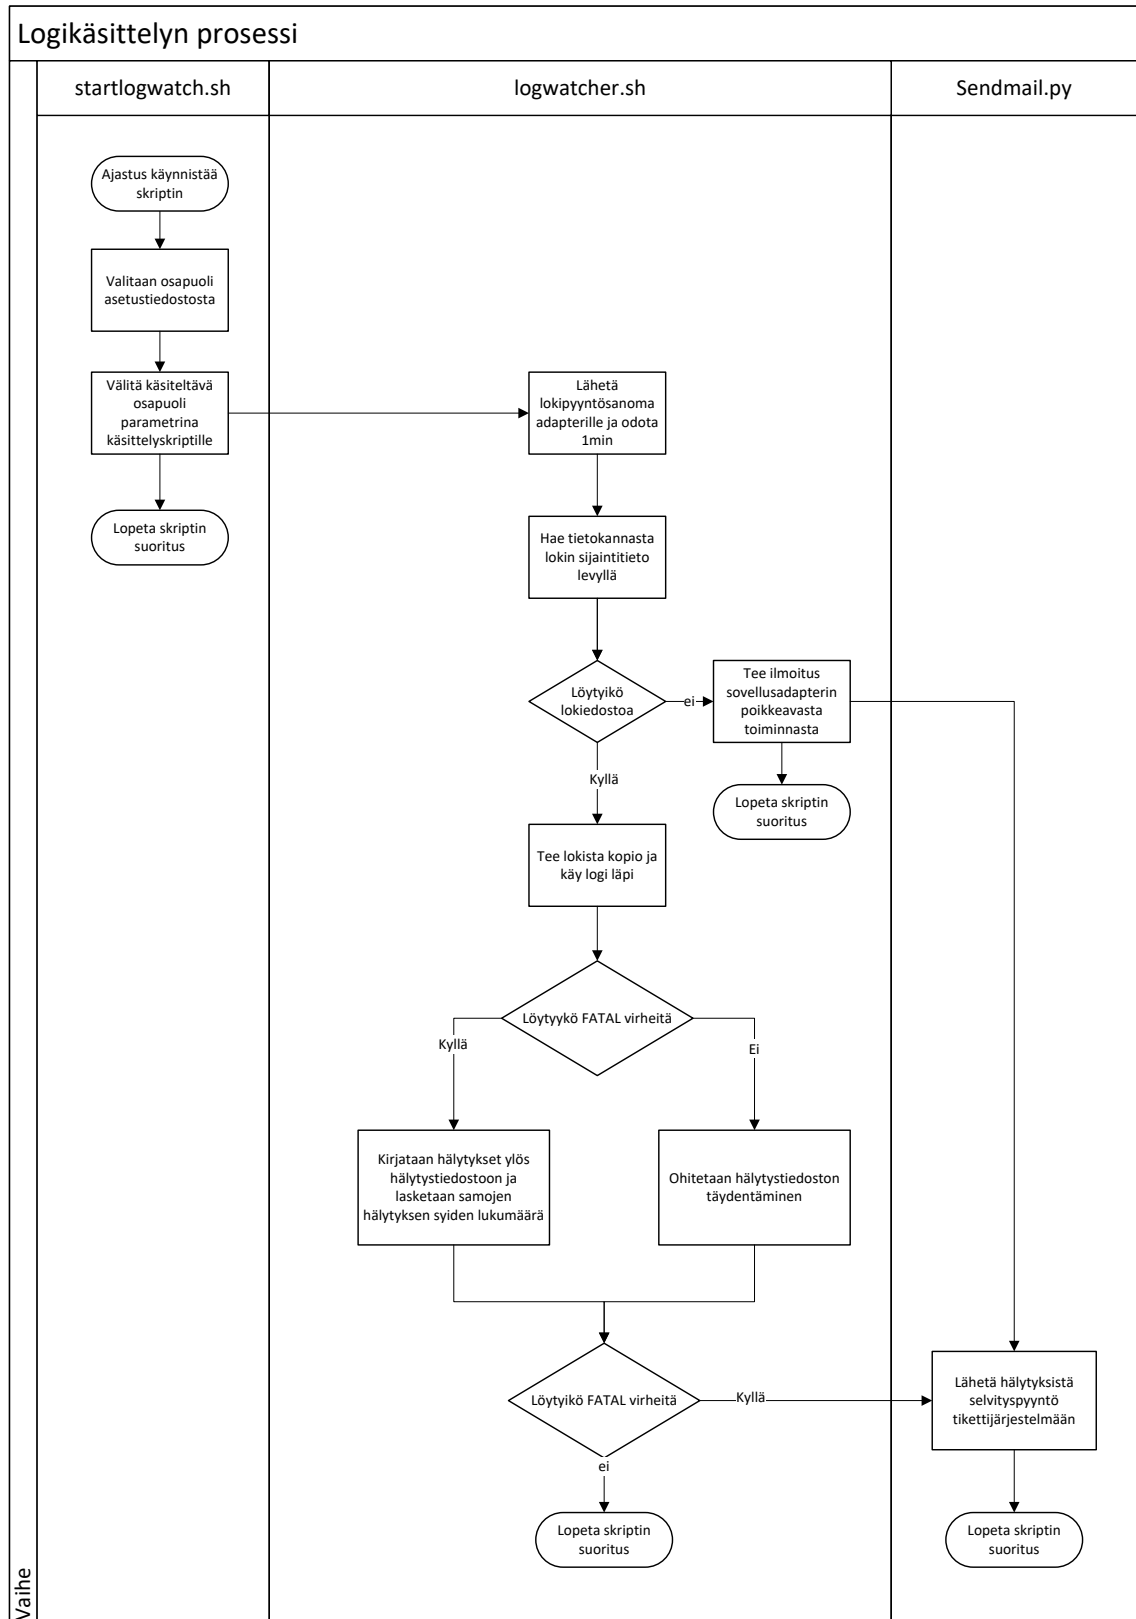 Logikäsittelyn prosessi
startlogwatch.sh
logwatcher.sh
Sendmail.py
Ajastus käynnistää
skriptin
Valitaan osapuoli
asetustiedostosta
Välitä käsiteltävä
osapuoli
parametrina
käsittelyskriptille
Lopeta skriptin
suoritus
Lähetä
lokipyyntösanoma
adapterille ja odota
1min
Hae tietokannasta
lokin sijaintitieto
levyllä
Löytyikö
lokiedostoa
ei
Tee ilmoitus
sovellusadapterin
poikkeavasta
toiminnasta
Lopeta skriptin
suoritus
Kyllä
Tee lokista kopio ja
käy logi läpi
Löytyykö FATAL virheitä
Kyllä
Ei
Kirjataan hälytykset ylös
hälytystiedostoon ja
lasketaan samojen
hälytyksen syiden lukumäärä
Ohitetaan hälytystiedoston
täydentäminen
Löytyikö FATAL virheitä
Kyllä
ei
Lopeta skriptin
suoritus
Lähetä hälytyksistä
selvityspyyntö
tikettijärjestelmään
Lopeta skriptin
suoritus
Vaihe